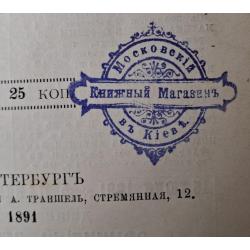 Московскій
25 КОП
Книжный Магазинъ
въ Кіевѣ.
ТЕРБУРГЪ
А. ТРАНШЕЛЬ, СТРЕМЯННАЯ, 12.
1891